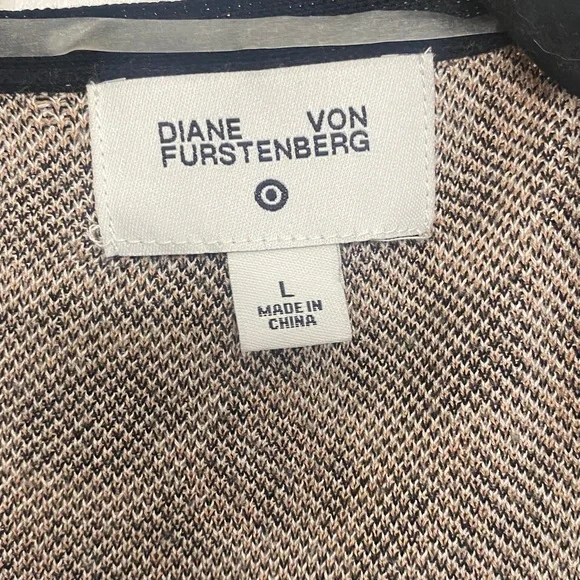 DIANE VON
FURSTENBERG
L
MADE IN
CHINA